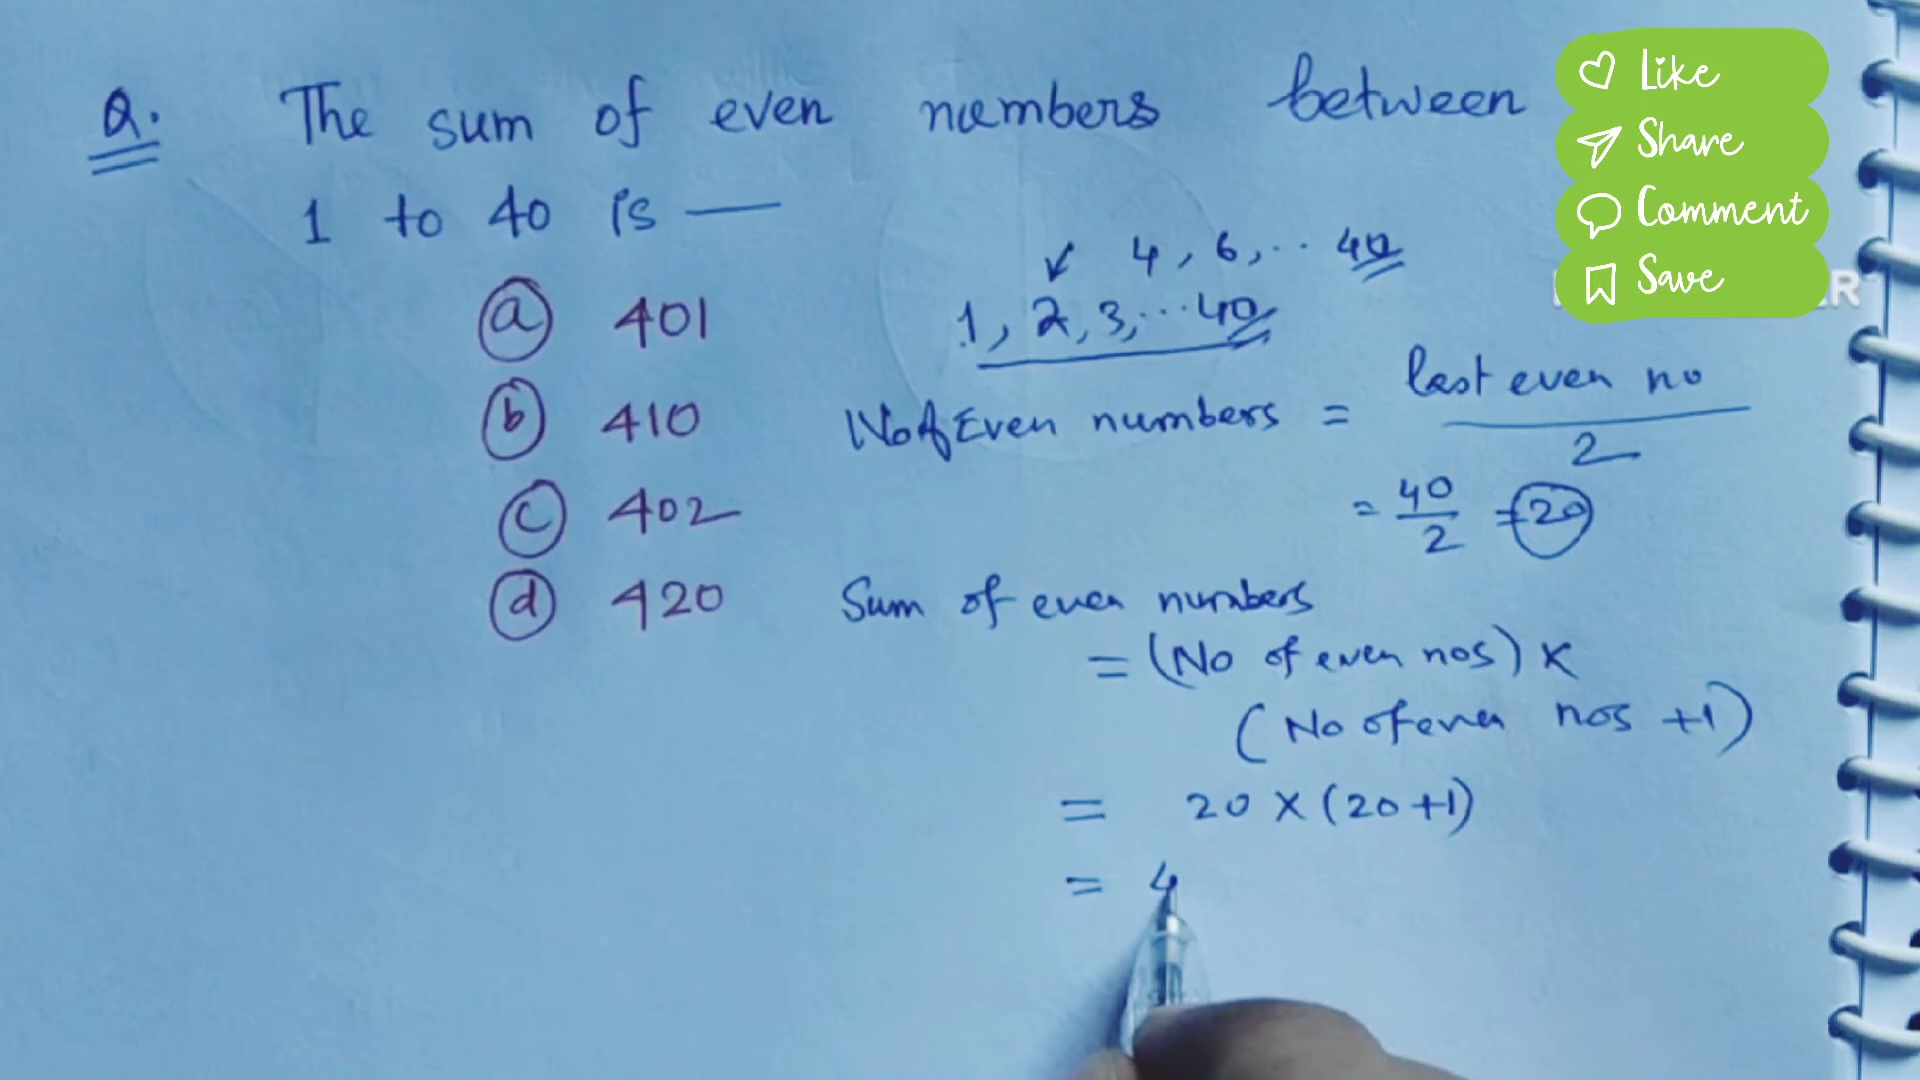 Q. The sum of even numbers between
1 to 40 is —
(a) 401
(b) 410
(c) 402
(d) 420
4, 6, .. 40
1, 2, 3, ... 40
No of Even numbers = last even no / 2
= 40/2 = 20
Sum of even numbers
= (No of even nos) x
(No of even nos +1)
= 20 x (20+1)
= 4
Like
Share
Comment
Save